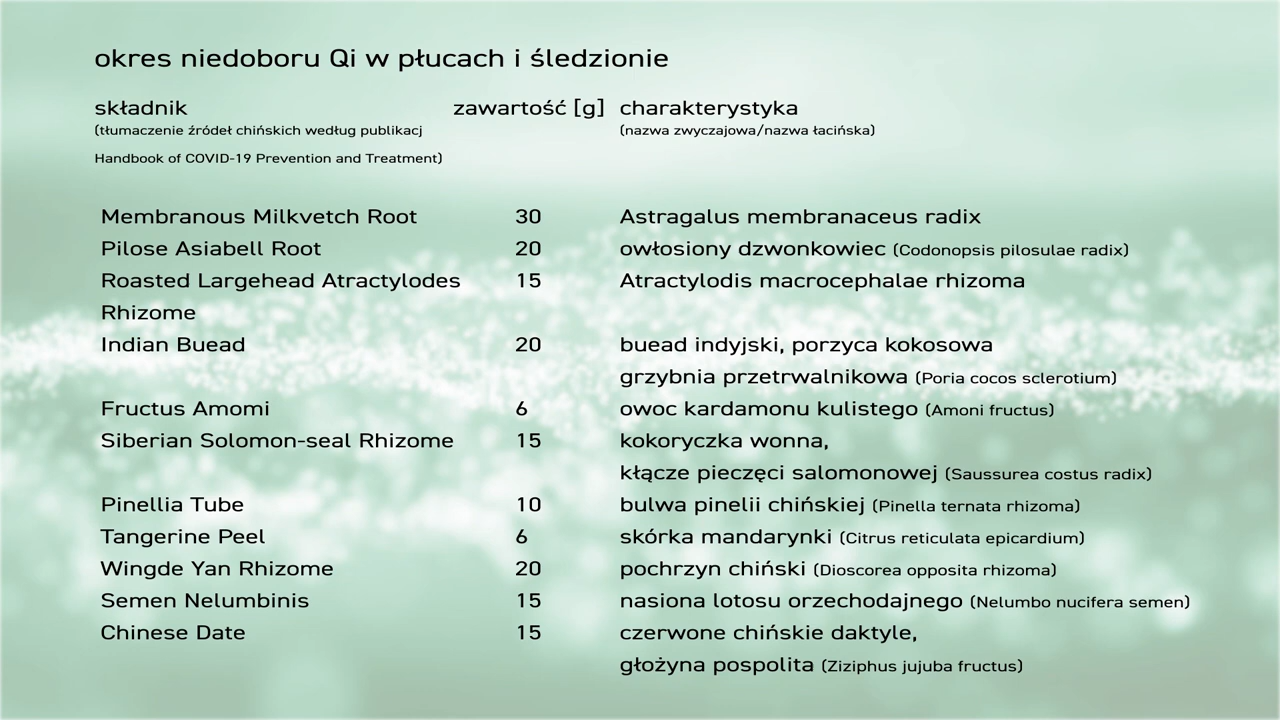 okres niedoboru Qi w płucach i śledzionie
składnik zawartość [g] charakterystyka
(tłumaczenie źródeł chińskich według publikacj (nazwa zwyczajowa/nazwa łacińska)
Handbook of COVID-19 Prevention and Treatment)
Membranous Milkvetch Root 30 Astragalus membranaceus radix
Pilose Asiabell Root 20 owłosiony dzwonkowiec (Codonopsis pilosulae radix)
Roasted Largehead Atractylodes 15 Atractylodis macrocephalae rhizoma
Rhizome
Indian Buead 20 buead indyjski, porzyca kokosowa
grzybnia przetrwalnikowa (Poria cocos sclerotium)
Fructus Amomi 6 owoc kardamonu kulistego (Amoni fructus)
Siberian Solomon-seal Rhizome 15 kokoryczka wonna,
kłącze pieczęci salomonowej (Saussurea costus radix)
Pinellia Tube 10 bulwa pinelii chińskiej (Pinella ternata rhizoma)
Tangerine Peel 6 skórka mandarynki (Citrus reticulata epicardium)
Wingde Yan Rhizome 20 pochrzyn chiński (Dioscorea opposita rhizoma)
Semen Nelumbinis 15 nasiona lotosu orzechodajnego (Nelumbo nucifera semen)
Chinese Date 15 czerwone chińskie daktyle,
głożyna pospolita (Ziziphus jujuba fructus)